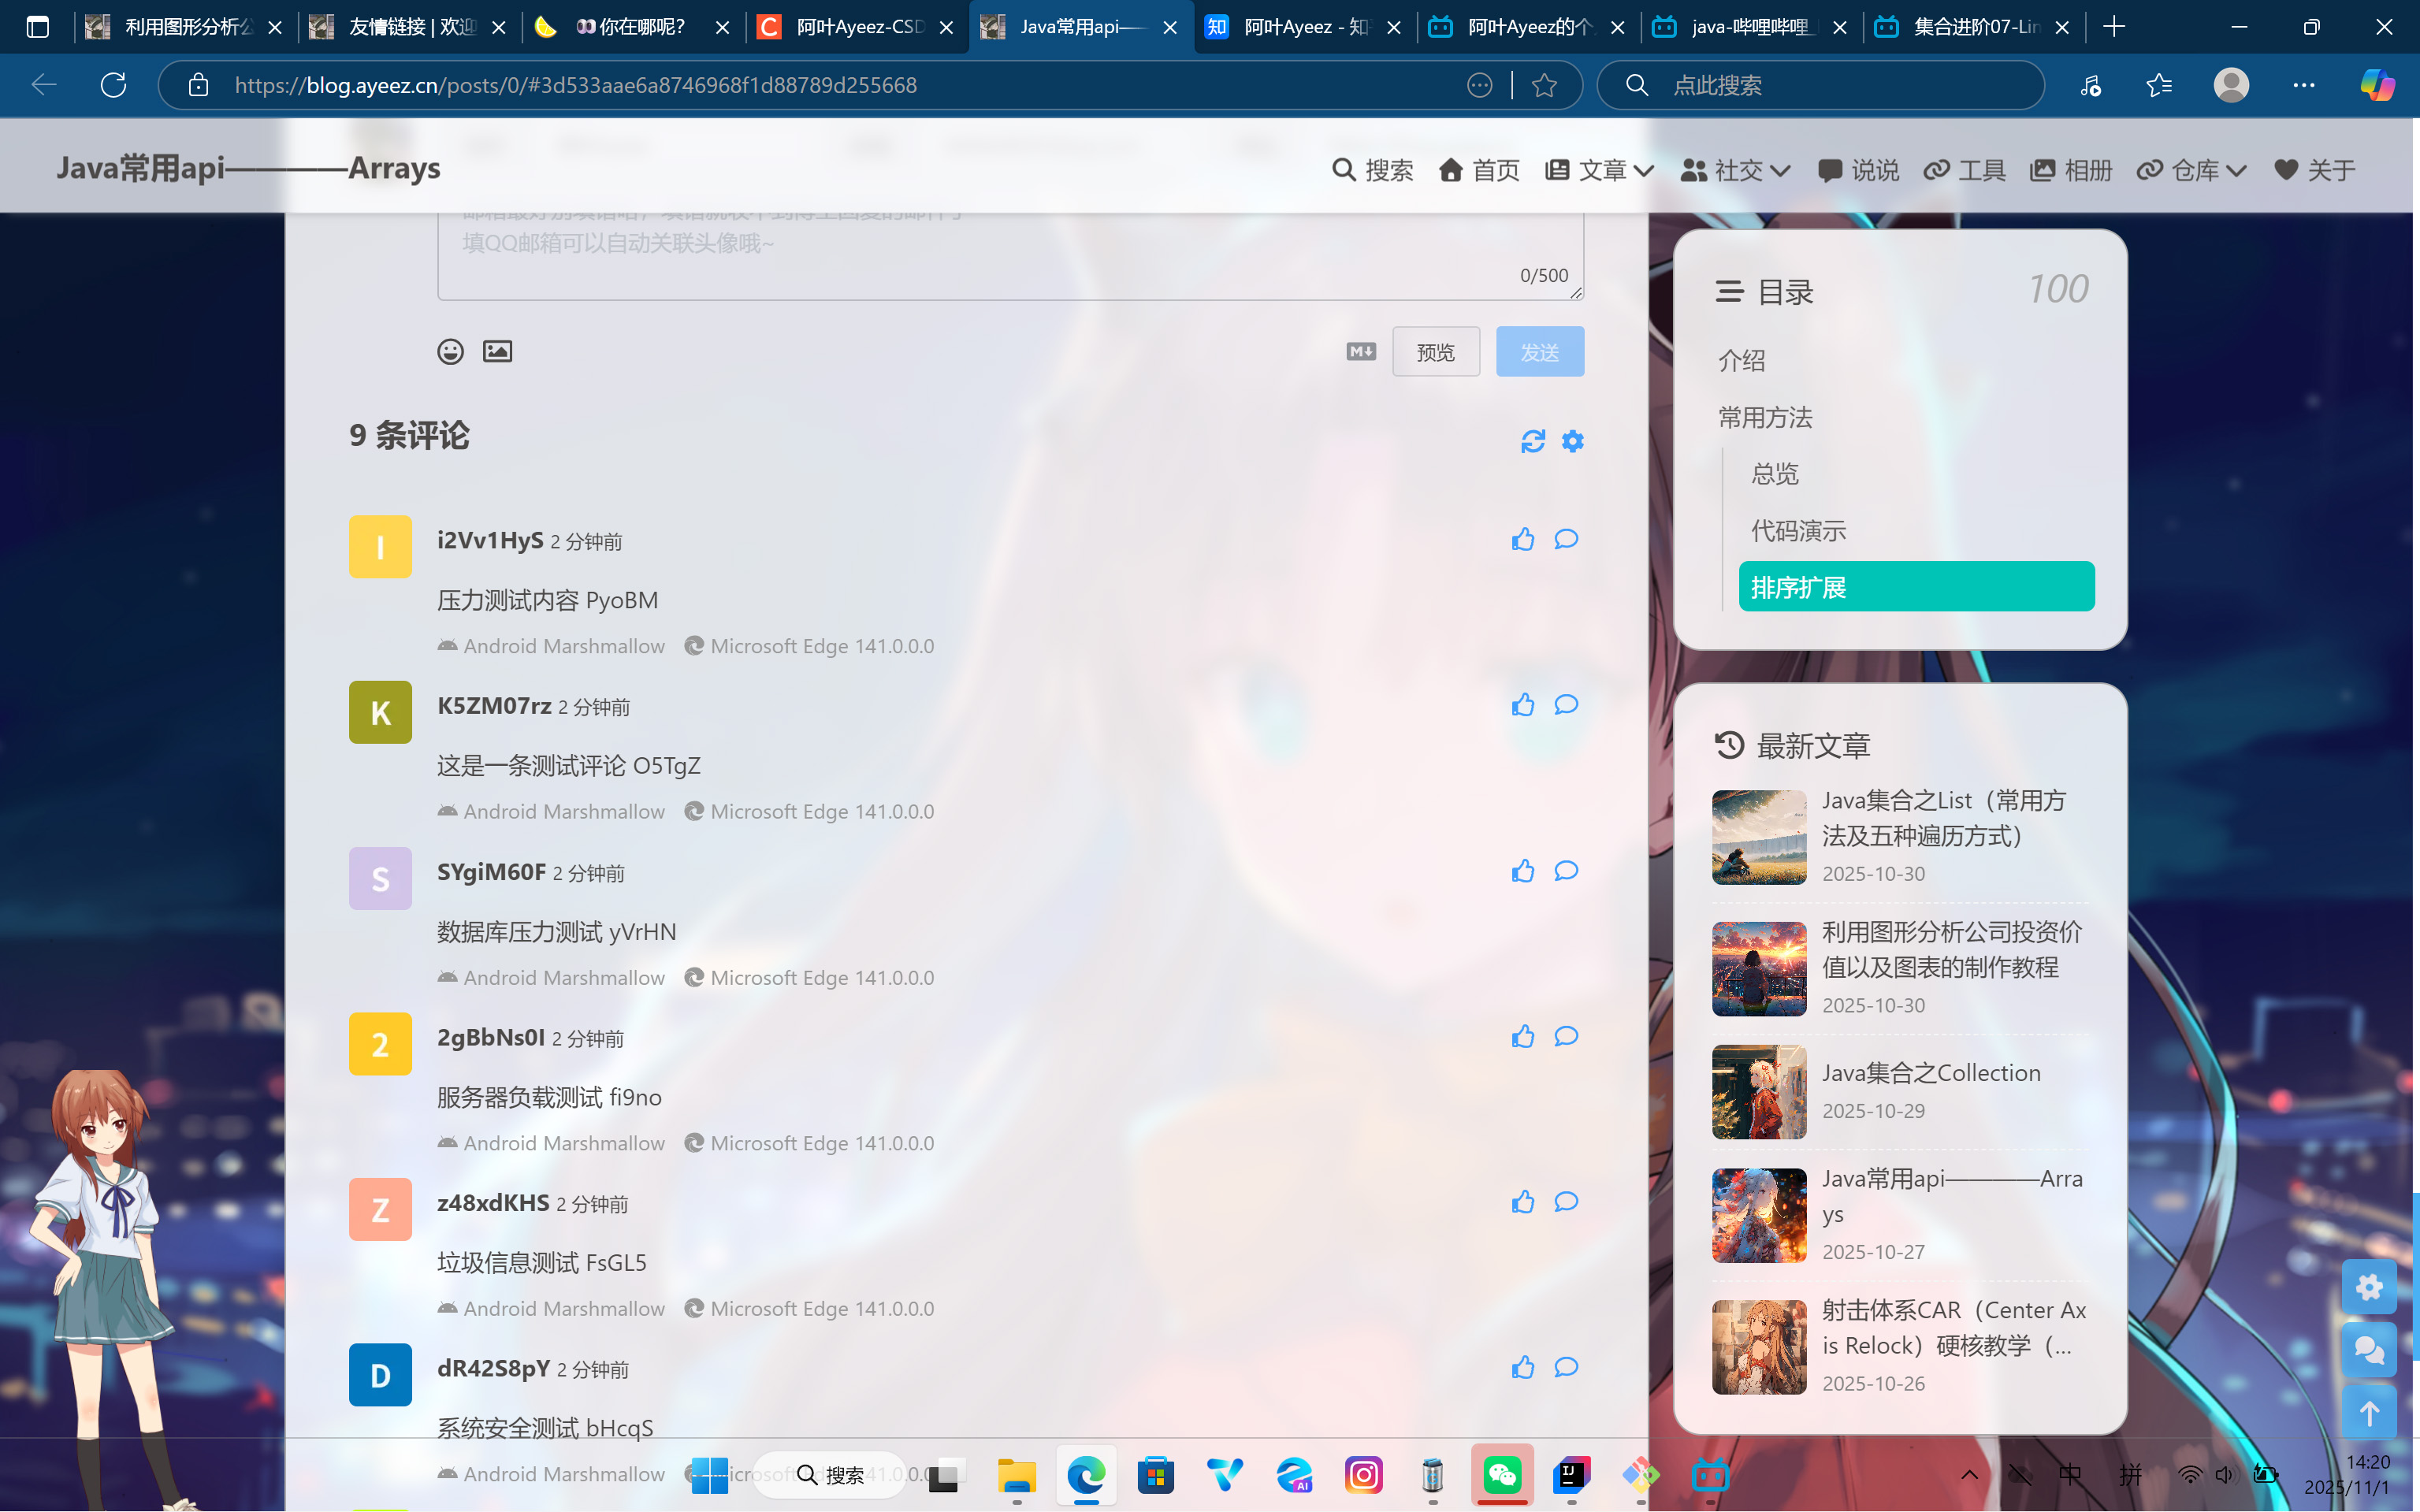 利用图形分析公
友情链接 | 欢迎
👀你在哪呢？
阿叶Ayeez-CSD
Java常用api——
阿叶Ayeez - 知
阿叶Ayeez的个
java-哔哩哔哩_
集合进阶07-Lin
https://blog.ayeez.cn/posts/0/#3d533aae6a8746968f1d88789d255668
点此搜索
Java常用api————Arrays
搜索
首页
文章
社交
说说
工具
相册
仓库
关于
填QQ邮箱可以自动关联头像哦~
0/500
预览
发送
9 条评论
I
i2Vv1HyS 2 分钟前
压力测试内容 PyoBM
Android Marshmallow Microsoft Edge 141.0.0.0
K
K5ZM07rz 2 分钟前
这是一条测试评论 O5TgZ
Android Marshmallow Microsoft Edge 141.0.0.0
S
SYgiM60F 2 分钟前
数据库压力测试 yVrHN
Android Marshmallow Microsoft Edge 141.0.0.0
2
2gBbNs0I 2 分钟前
服务器负载测试 fi9no
Android Marshmallow Microsoft Edge 141.0.0.0
Z
z48xdKHS 2 分钟前
垃圾信息测试 FsGL5
Android Marshmallow Microsoft Edge 141.0.0.0
D
dR42S8pY 2 分钟前
系统安全测试 bHcqS
Android Marshmallow
目录
100
介绍
常用方法
总览
代码演示
排序扩展
最新文章
Java集合之List（常用方
法及五种遍历方式）
2025-10-30
利用图形分析公司投资价
值以及图表的制作教程
2025-10-30
Java集合之Collection
2025-10-29
Java常用api————Arra
ys
2025-10-27
射击体系CAR（Center Ax
is Relock）硬核教学（...
2025-10-26
搜索
中
拼
14:20
2025/11/1